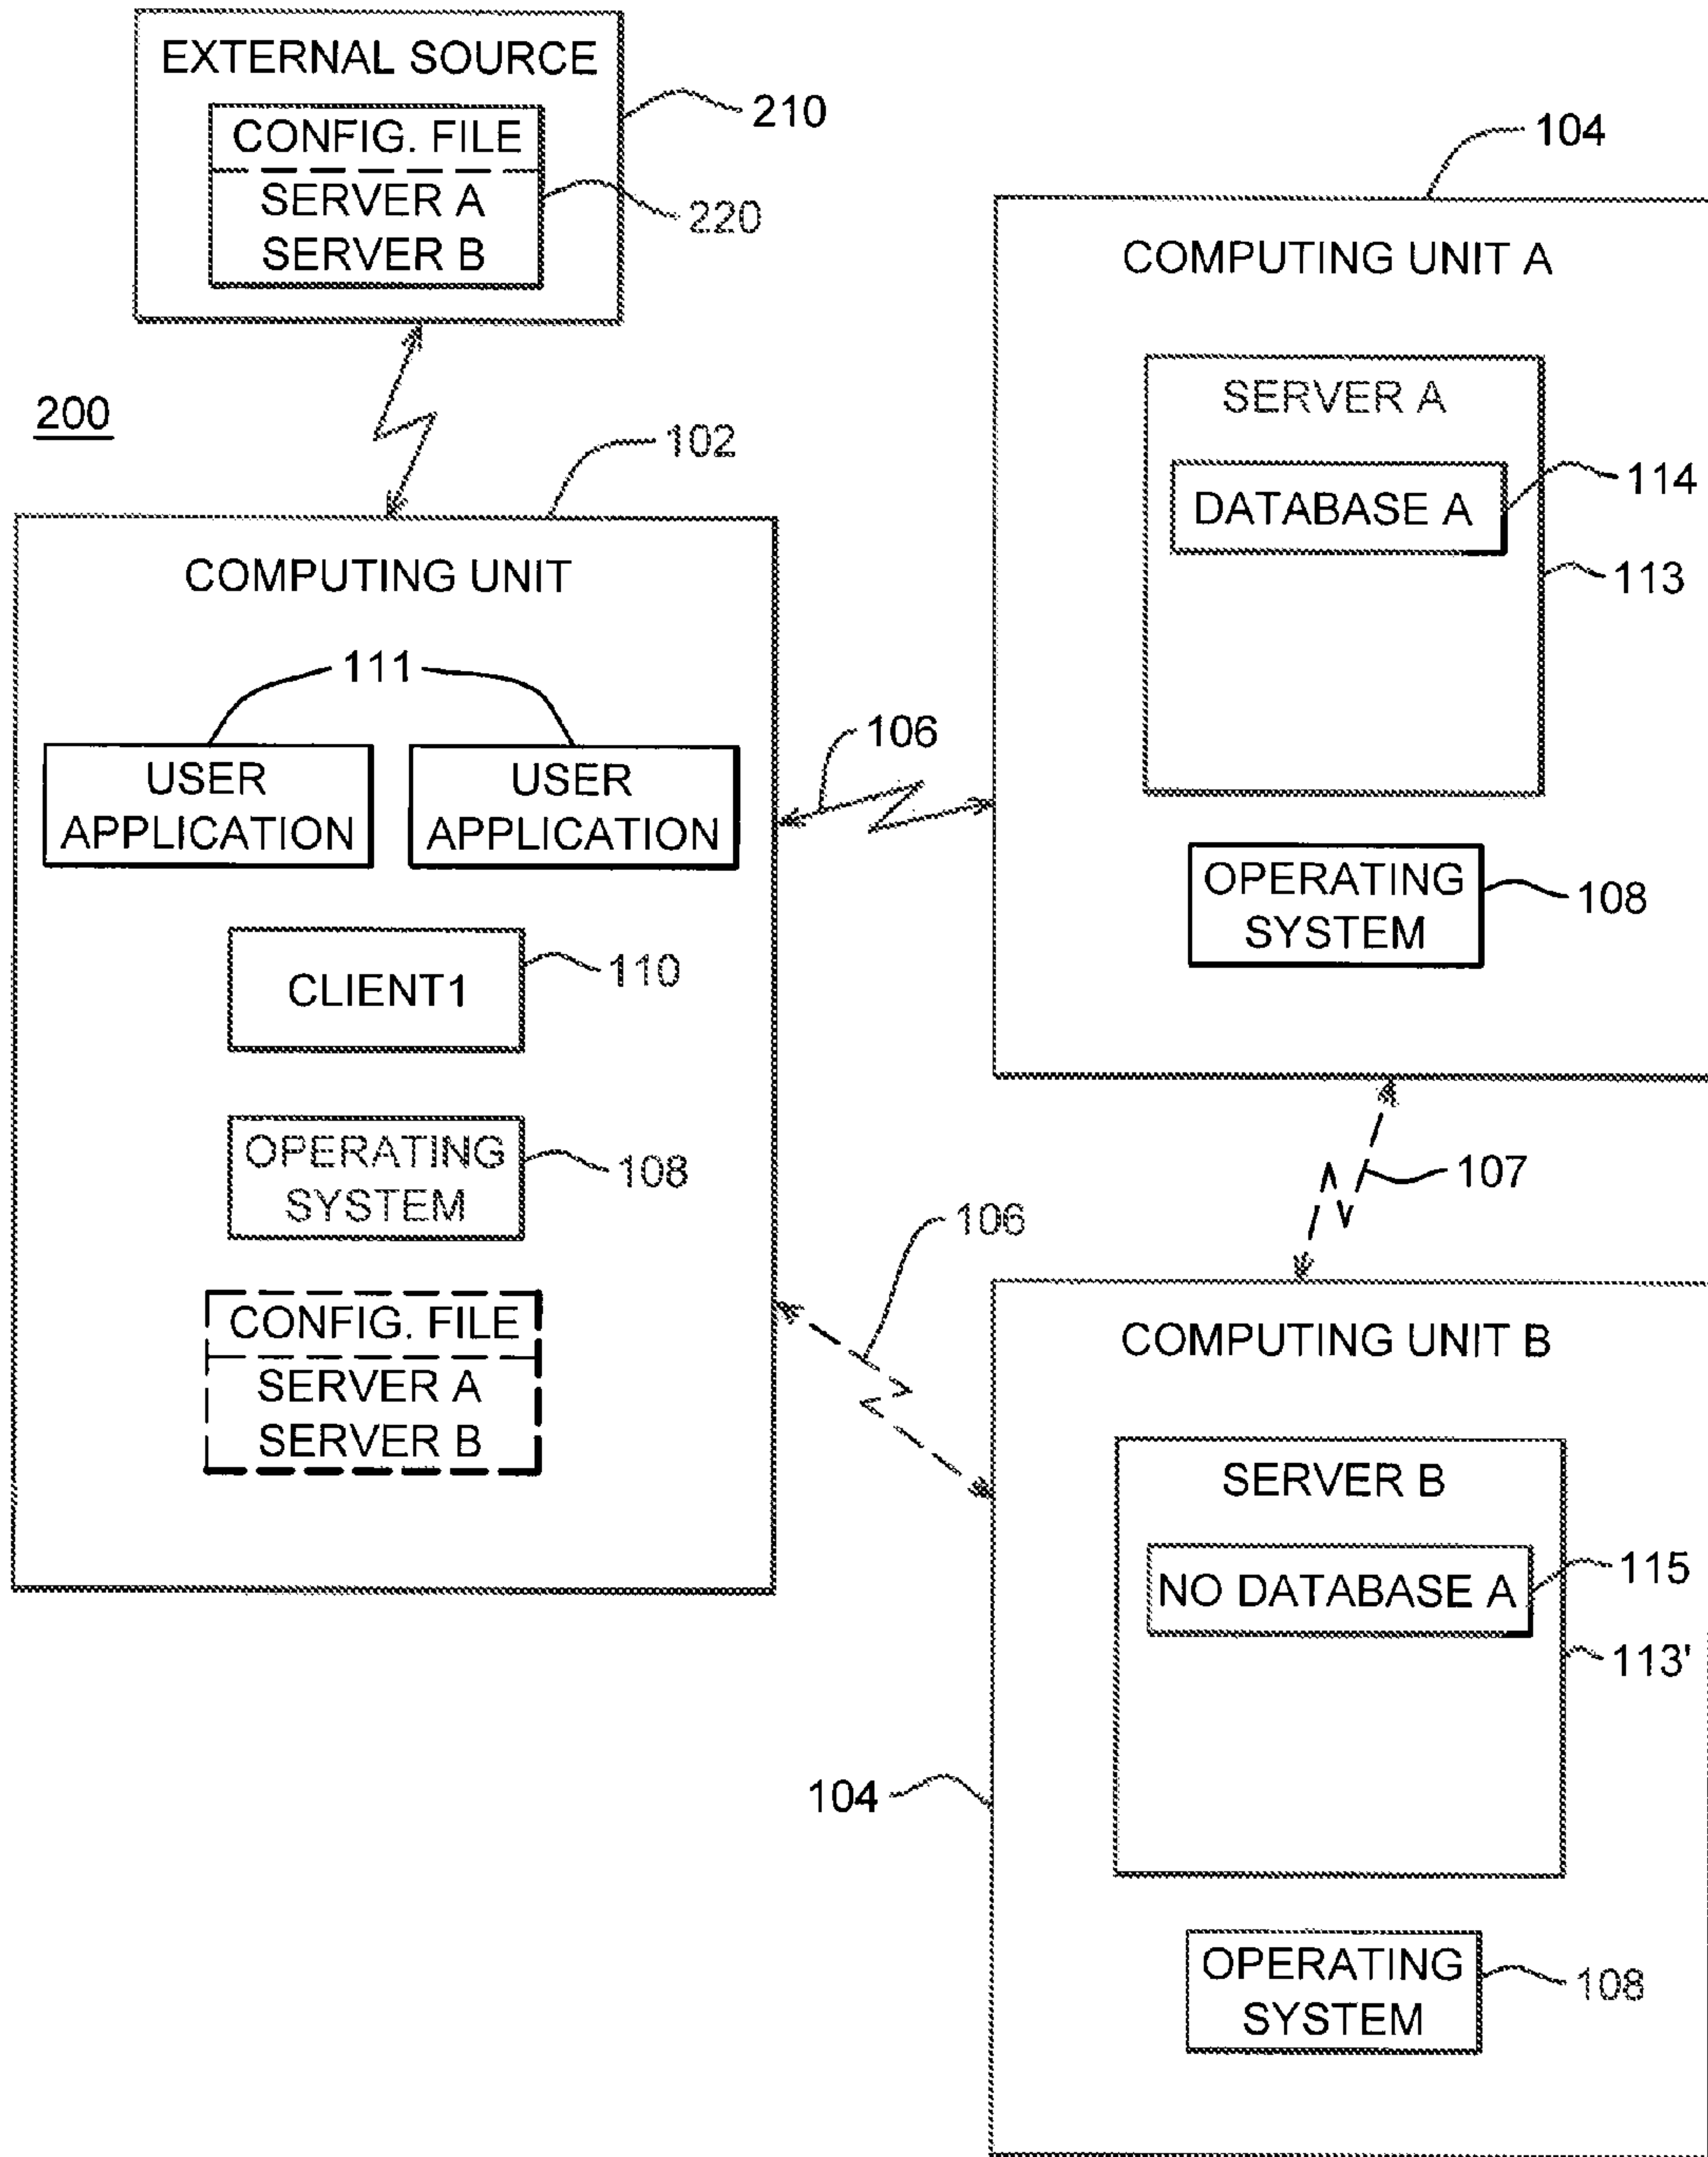 EXTERNAL SOURCE
CONFIG. FILE
SERVER A
SERVER B
210
220
200
102
COMPUTING UNIT
111
USER
APPLICATION
USER
APPLICATION
CLIENT1
110
OPERATING
SYSTEM
108
CONFIG. FILE
SERVER A
SERVER B
106
106
104
COMPUTING UNIT A
SERVER A
DATABASE A
114
113
OPERATING
SYSTEM
108
107
COMPUTING UNIT B
SERVER B
NO DATABASE A
115
113'
104
OPERATING
SYSTEM
108